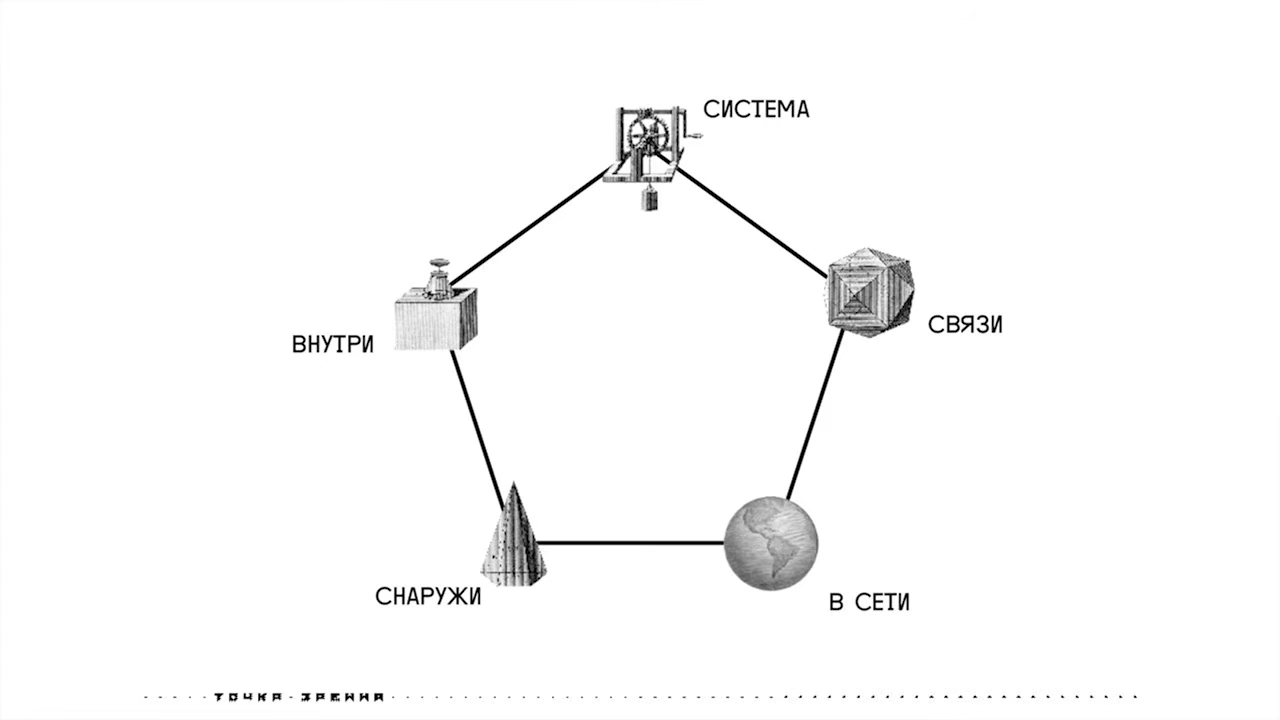 СИСТЕМА
СВЯЗИ
ВНУТРИ
СНАРУЖИ
В СЕТИ
ТОЧКА ЗРЕНИЯ